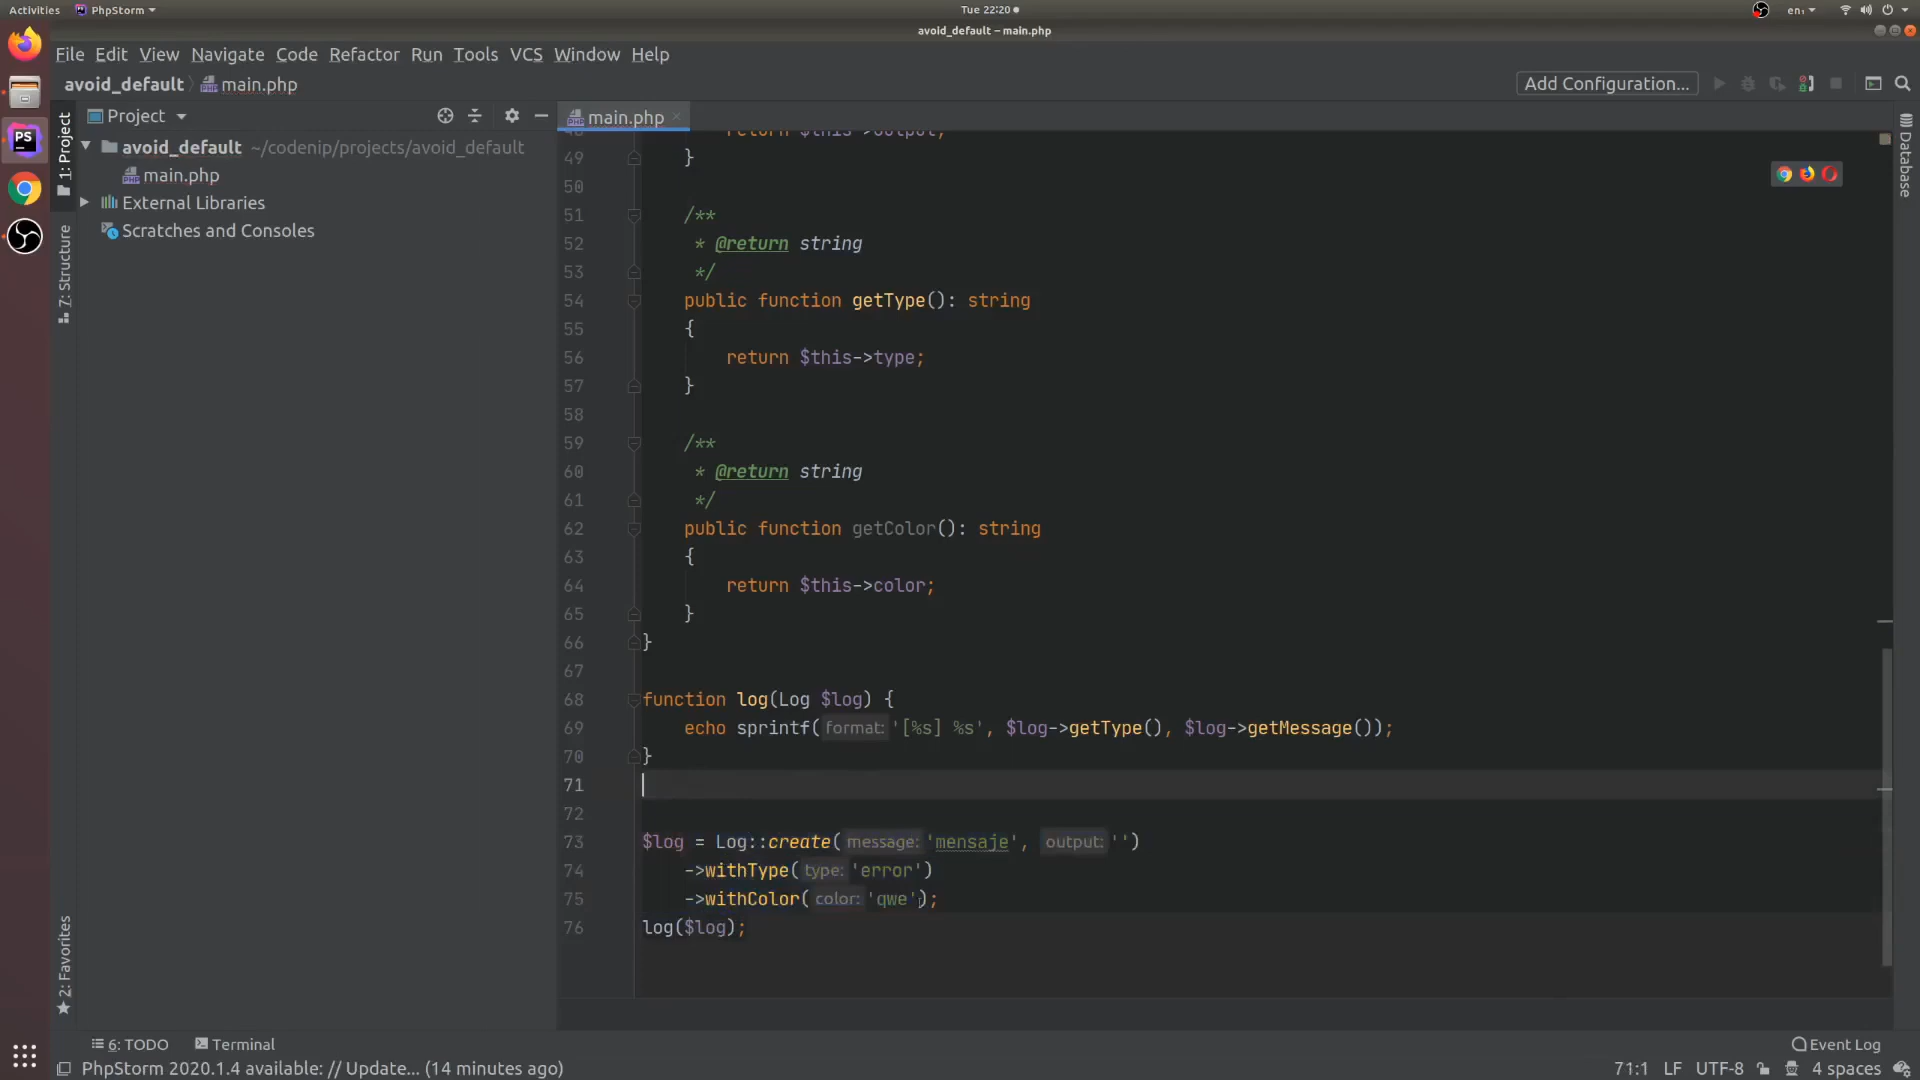 Activities PhpStorm Tue 22:20 en1
avoid_default – main.php
File Edit View Navigate Code Refactor Run Tools VCS Window Help
avoid_default main.php Add Configuration...
Project main.php
1: Project
avoid_default ~/codenip/projects/avoid_default
main.php
External Libraries
Scratches and Consoles
7: Structure
2: Favorites
Database
return $this->output;
49 }
50
51 /**
52 * @return string
53 */
54 public function getType(): string
55 {
56 return $this->type;
57 }
58
59 /**
60 * @return string
61 */
62 public function getColor(): string
63 {
64 return $this->color;
65 }
66 }
67
68 function log(Log $log) {
69 echo sprintf( format: '[%s] %s', $log->getType(), $log->getMessage());
70 }
71
72
73 $log = Log::create( message: 'mensaje', output: '')
74 ->withType( type: 'error')
75 ->withColor( color: 'qwe');
76 log($log);
6: TODO Terminal Event Log
PhpStorm 2020.1.4 available: // Update... (14 minutes ago) 71:1 LF UTF-8 4 spaces